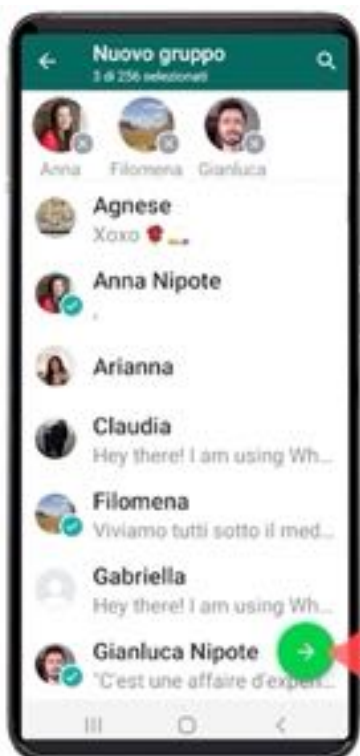 Nuovo gruppo
3 di 256 selezionati
Anna
Filomena
Gianluca
Agnese
Xoxo
Anna Nipote
.
Arianna
Claudia
Hey there! I am using Wh...
Filomena
Viviamo tutti sotto il med...
Gabriella
Hey there! I am using Wh...
Gianluca Nipote
"C'est une affaire d'expéri...